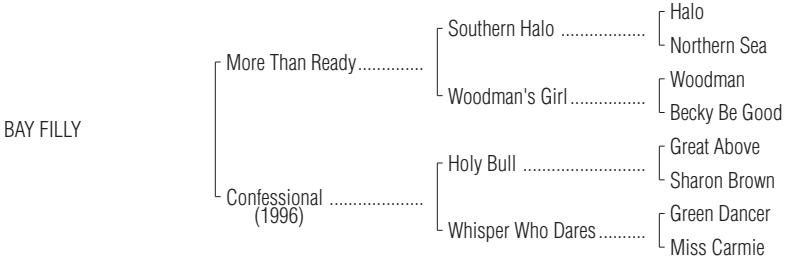 Halo
Southern Halo ...................
Northern Sea
More Than Ready..............
Woodman
Woodman's Girl.................
Becky Be Good
BAY FILLY
Great Above
Holy Bull ...........................
Sharon Brown
Confessional ....................
(1996)
Green Dancer
Whisper Who Dares..........
Miss Carmie